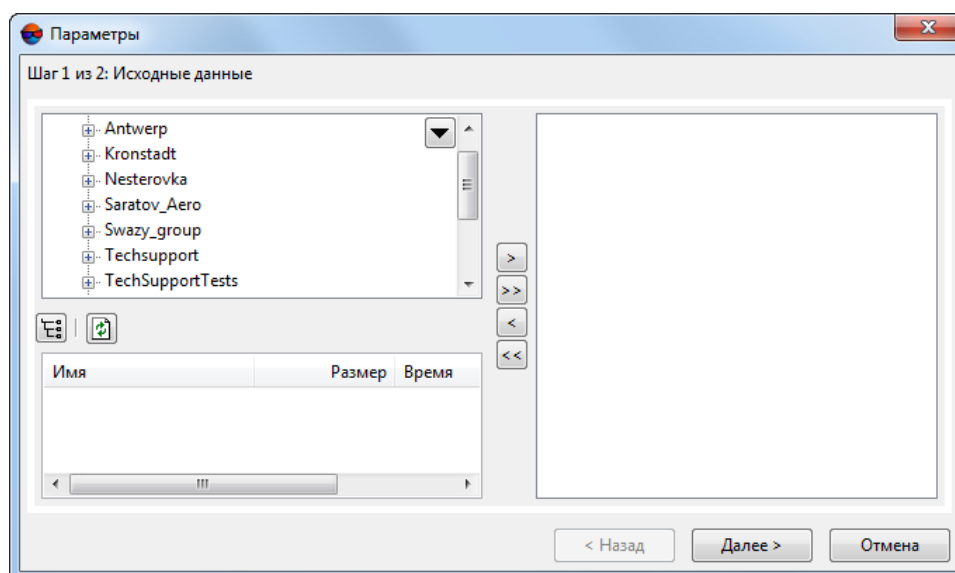 Параметры
Шаг 1 из 2: Исходные данные
Antwerp
Kronstadt
Nesterovka
Saratov_Aero
Swazy_group
Techsupport
TechSupportTests
>
>>
<
<<
Имя Размер Время
< Назад Далее > Отмена